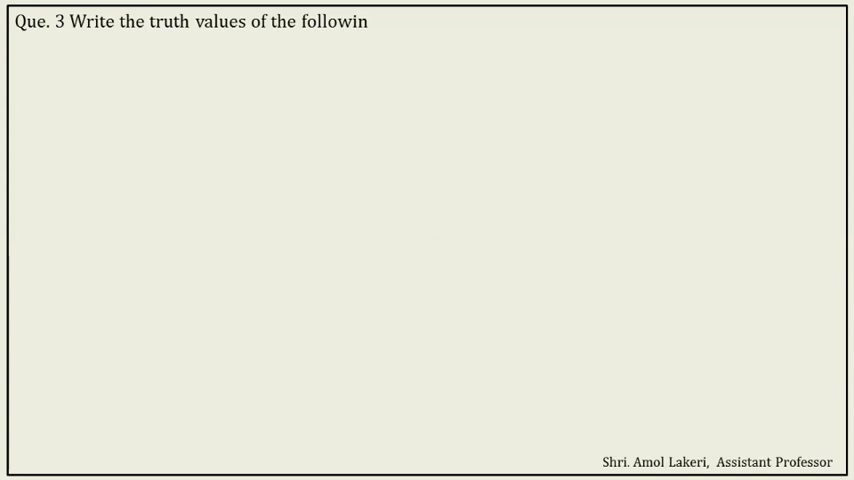 Que. 3 Write the truth values of the followin
Shri. Amol Lakeri, Assistant Professor